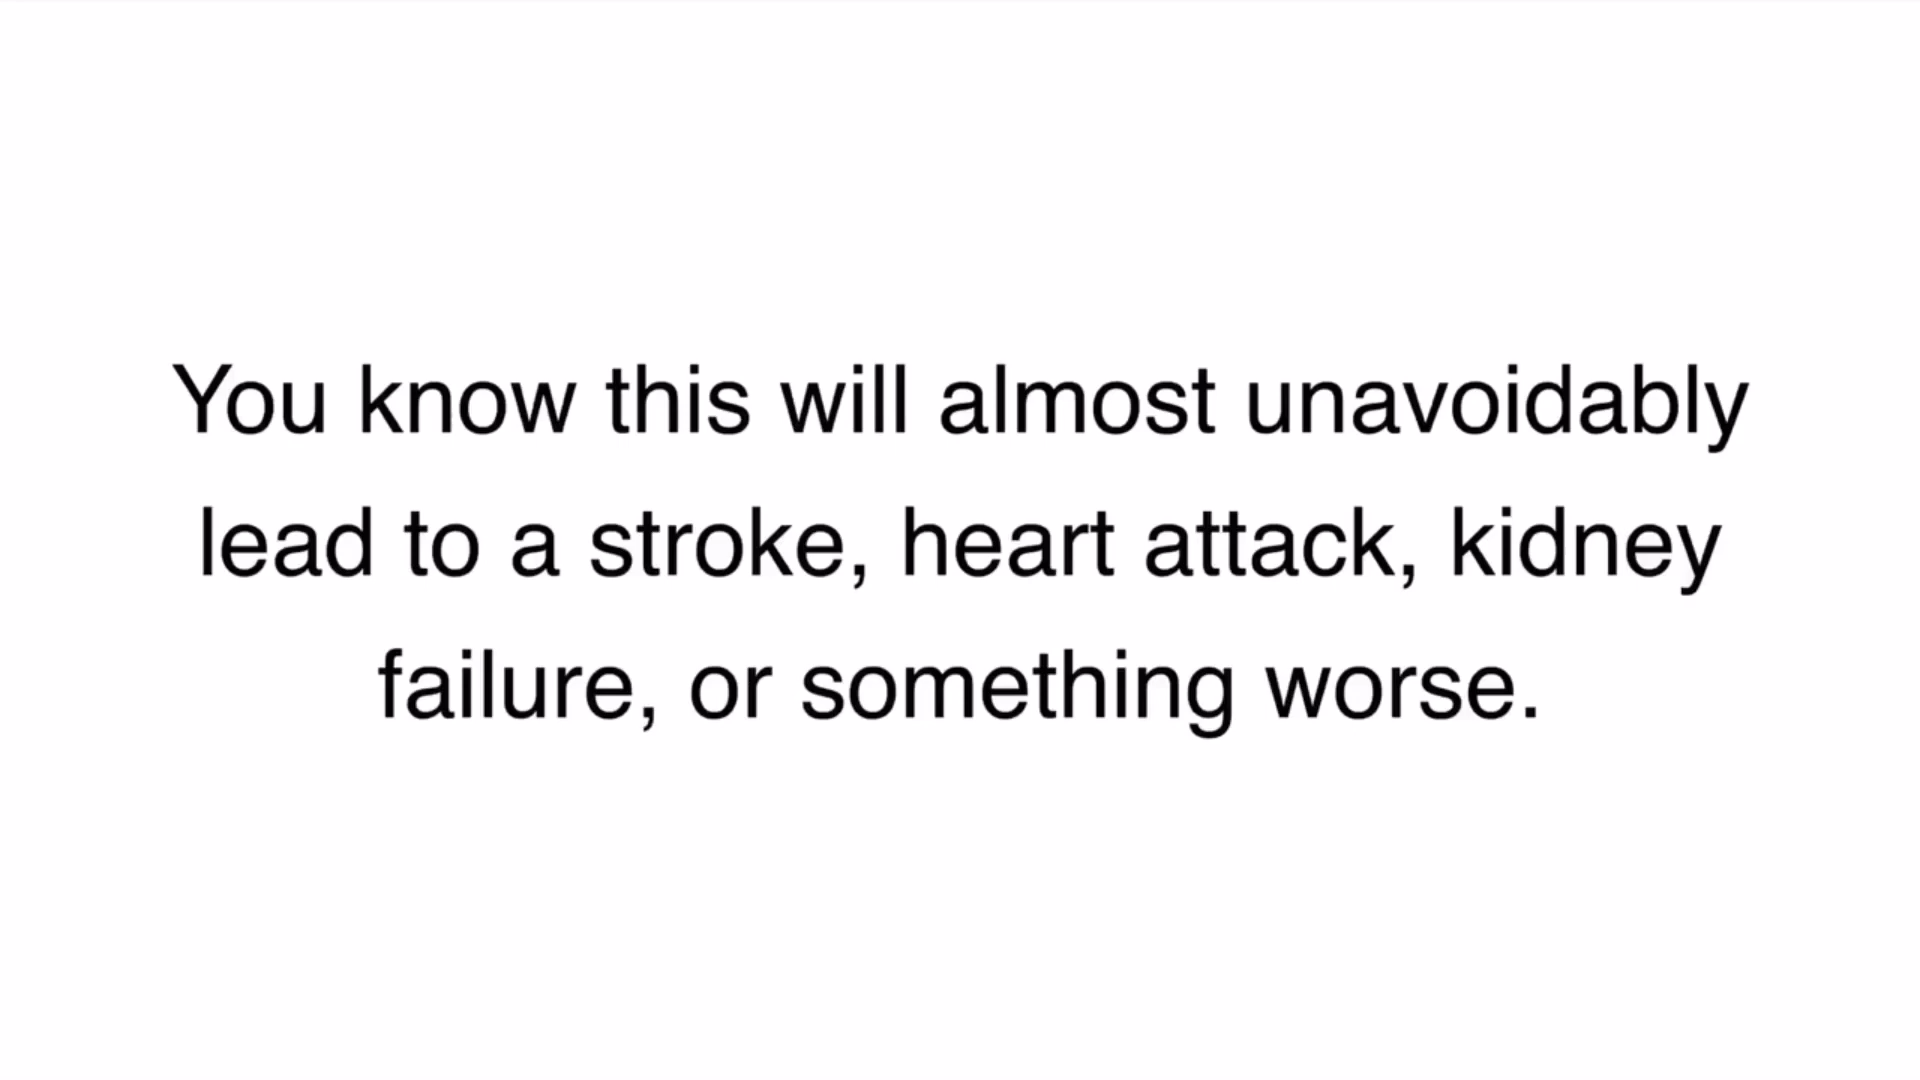 You know this will almost unavoidably
lead to a stroke, heart attack, kidney
failure, or something worse.